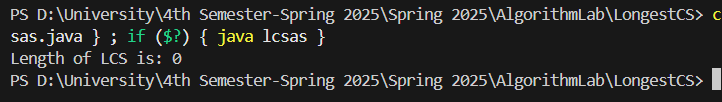 PS D:\University\4th Semester-Spring 2025\Spring 2025\AlgorithmLab\LongestCS> c
sas.java } ; if ($?) { java lcsas }
Length of LCS is: 0
PS D:\University\4th Semester-Spring 2025\Spring 2025\AlgorithmLab\LongestCS>